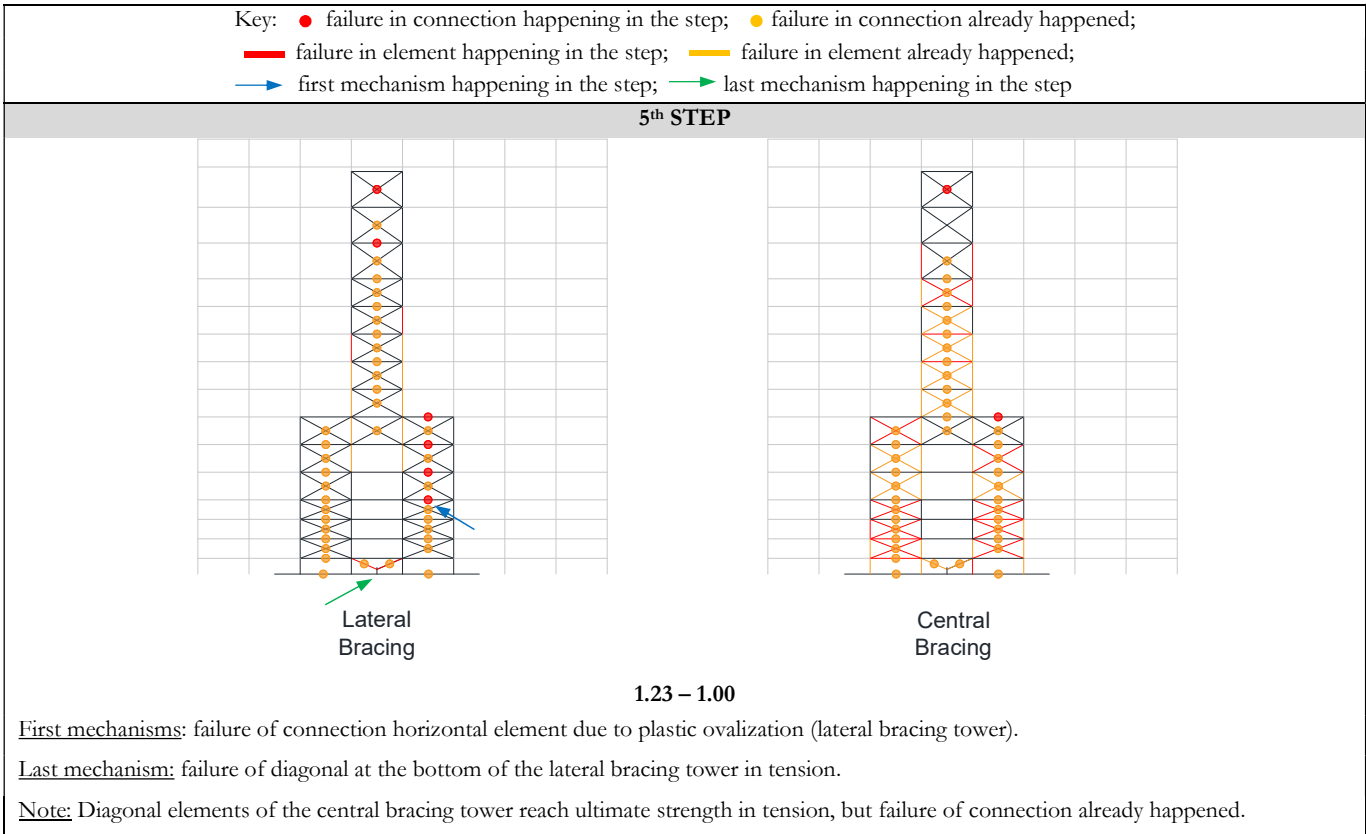 Key: failure in connection happening in the step; failure in connection already happened;
failure in element happening in the step; failure in element already happened;
first mechanism happening in the step; last mechanism happening in the step
5th STEP
Lateral
Bracing
Central
Bracing
1.23 – 1.00
First mechanisms: failure of connection horizontal element due to plastic ovalization (lateral bracing tower).
Last mechanism: failure of diagonal at the bottom of the lateral bracing tower in tension.
Note: Diagonal elements of the central bracing tower reach ultimate strength in tension, but failure of connection already happened.